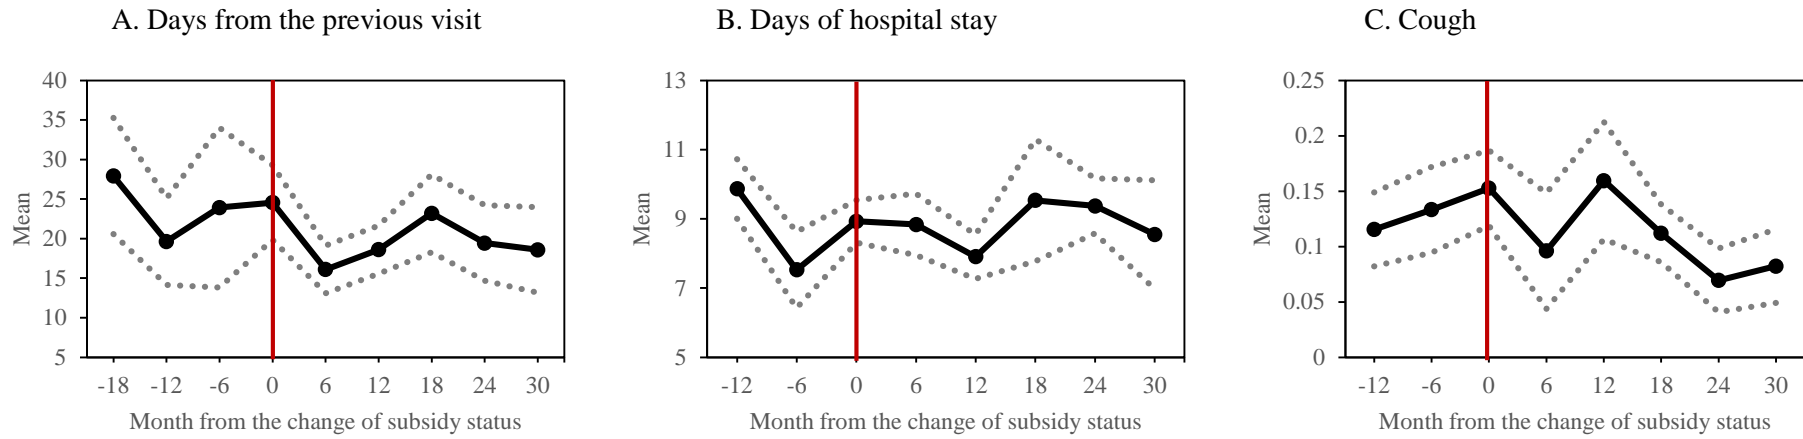 A. Days from the previous visit
40
35
30
25
20
15
10
5
Mean
-18 -12 -6 0 6 12 18 24 30
Month from the change of subsidy status
B. Days of hospital stay
13
11
9
7
5
Mean
-12 -6 0 6 12 18 24 30
Month from the change of subsidy status
C. Cough
0.25
0.2
0.15
0.1
0.05
0
Mean
-12 -6 0 6 12 18 24 30
Month from the change of subsidy status